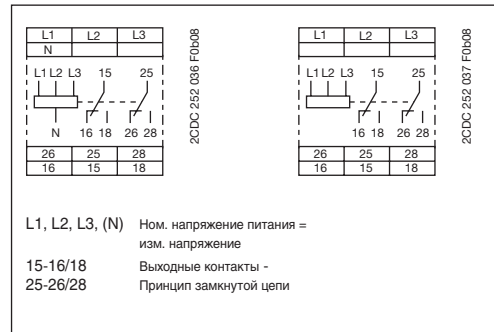 L1 L2 L3
N
L1 L2 L3 15 25
N 16 18 26 28
26 25 28
16 15 18
2CDC 252 036 F0b08
L1 L2 L3
L1 L2 L3 15 25
16 18 26 28
26 25 28
16 15 18
2CDC 252 037 F0b08
L1, L2, L3, (N) Ном. напряжение питания =
изм. напряжение
15-16/18 Выходные контакты -
25-26/28 Принцип замкнутой цепи